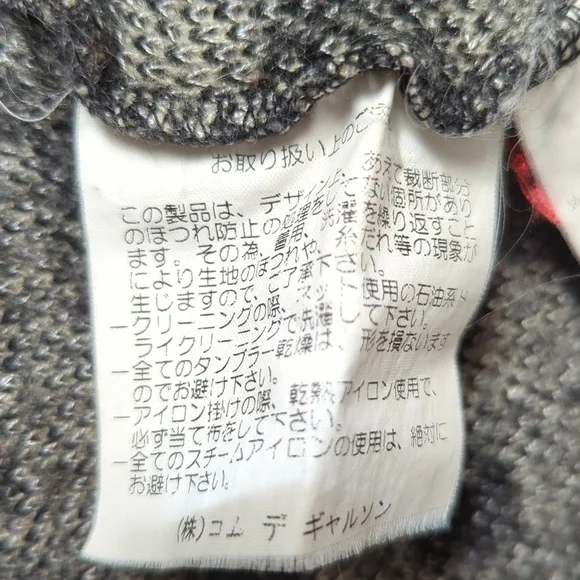 お取り扱い上のご注
この製品は、デザイン上、あえて裁断部分
のほつれ防止の処理をしてない箇所があり
ます。その為、着用、洗濯を繰り返すこと
により生地のほつれや、糸だれ等の現象が
生じますので、ご了承下さい。
−クリーニングの際、ネット使用の石油系ド
ライクリーニングで洗濯して下さい。
−全てのタンブラー乾燥は、形を損ないます
のでお避け下さい。
−アイロン掛けの際、乾熱アイロン使用で、
必ず当て布をして下さい。
−全てのスチームアイロンの使用は、絶対に
お避け下さい。
(株)コム デ ギャルソン